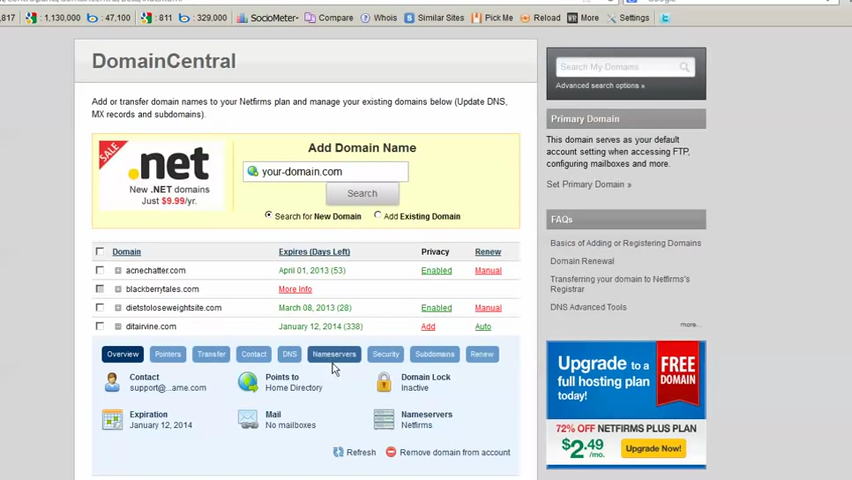 ,817 : 1,130,000 : 47,100 : 811 : 329,000 SocioMeter Compare Whois Similar Sites Pick Me Reload More Settings
DomainCentral
Add or transfer domain names to your Netfirms plan and manage your existing domains below (Update DNS,
MX records and subdomains).
SALE
.net
New .NET domains
Just $9.99/yr.
Add Domain Name
your-domain.com
Search
Search for New Domain Add Existing Domain
Domain Expires (Days Left) Privacy Renew
acnechatter.com April 01, 2013 (53) Enabled Manual
blackberrytales.com More Info
dietstoloseweightsite.com March 08, 2013 (28) Enabled Manual
ditairvine.com January 12, 2014 (338) Add Auto
Overview Pointers Transfer Contact DNS Nameservers Security Subdomains Renew
Contact
support@...ame.com
Points to
Home Directory
Domain Lock
Inactive
Expiration
January 12, 2014
Mail
No mailboxes
Nameservers
Netfirms
Refresh Remove domain from account
Search My Domains
Advanced search options »
Primary Domain
This domain serves as your default
account setting when accessing FTP,
configuring mailboxes and more.
Set Primary Domain »
FAQs
Basics of Adding or Registering Domains
Domain Renewal
Transferring your domain to Netfirms's
Registrar
DNS Advanced Tools
more...
Upgrade to
a full hosting plan
today!
FREE
DOMAIN
72% OFF NETFIRMS PLUS PLAN
$2.49
/mo.
Upgrade Now!